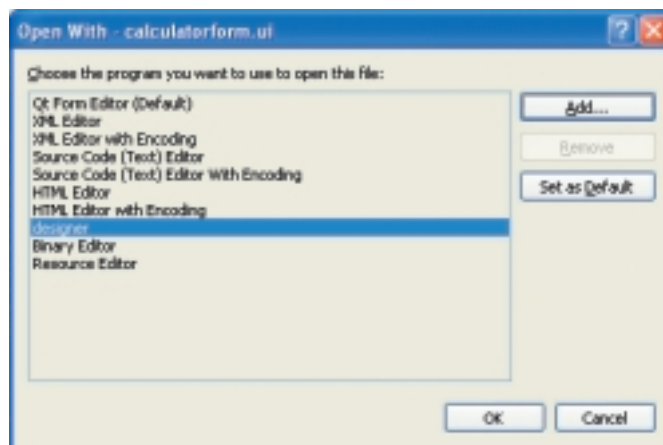 Open With - calculatorform.ui
Choose the program you want to use to open this file:
Qt Form Editor (Default)
XML Editor
XML Editor with Encoding
Source Code (Text) Editor
Source Code (Text) Editor With Encoding
HTML Editor
HTML Editor with Encoding
designer
Binary Editor
Resource Editor
Add...
Remove
Set as Default
OK
Cancel